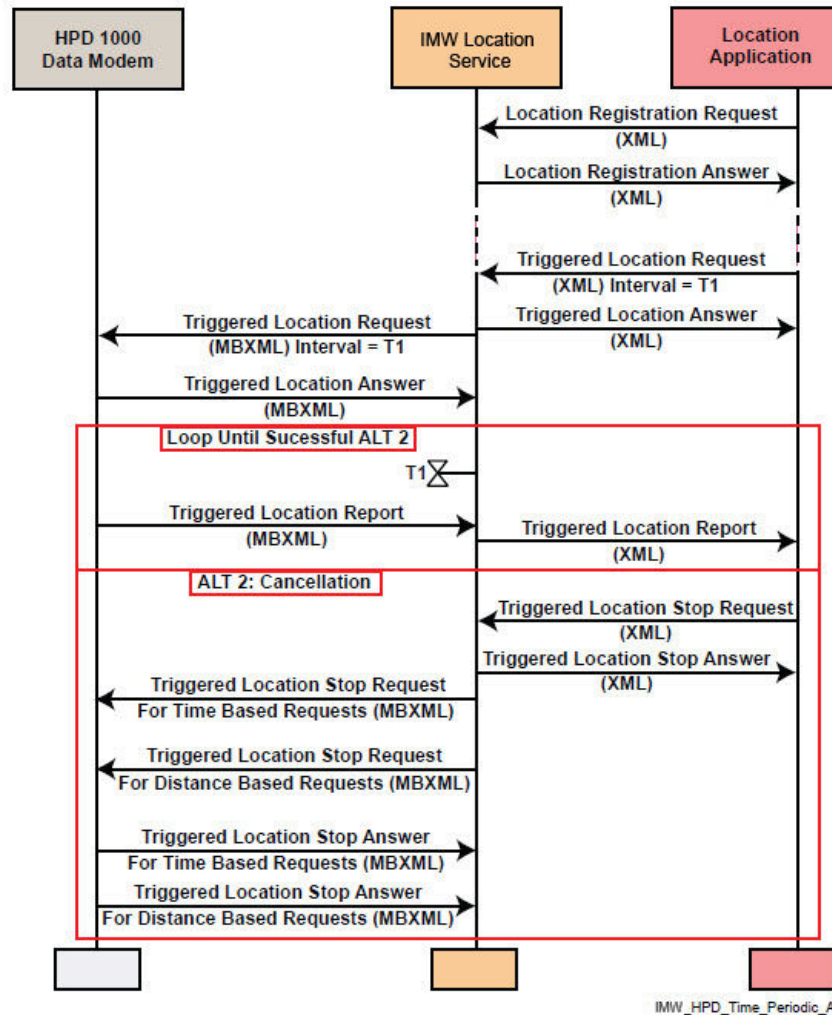 HPD 1000
Data Modem
IMW Location
Service
Location
Application
Location Registration Request
(XML)
Location Registration Answer
(XML)
Triggered Location Request
(XML) Interval = T1
Triggered Location Request
(MBXML) Interval = T1
Triggered Location Answer
(XML)
Triggered Location Answer
(MBXML)
Loop Until Sucessful ALT 2
T1
Triggered Location Report
(MBXML)
Triggered Location Report
(XML)
ALT 2: Cancellation
Triggered Location Stop Request
(XML)
Triggered Location Stop Answer
(XML)
Triggered Location Stop Request
For Time Based Requests (MBXML)
Triggered Location Stop Request
For Distance Based Requests (MBXML)
Triggered Location Stop Answer
For Time Based Requests (MBXML)
Triggered Location Stop Answer
For Distance Based Requests (MBXML)
IMW_HPD_Time_Periodic_A